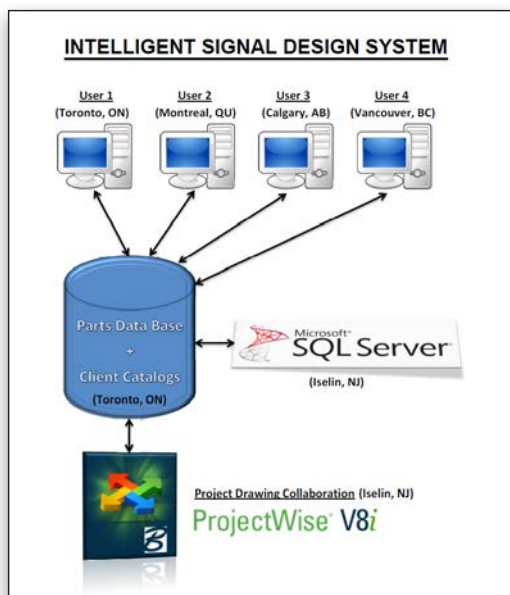 INTELLIGENT SIGNAL DESIGN SYSTEM
User 1
(Toronto, ON)
User 2
(Montreal, QU)
User 3
(Calgary, AB)
User 4
(Vancouver, BC)
Parts Data Base
+
Client Catalogs
(Toronto, ON)
Microsoft®
SQL Server®
(Iselin, NJ)
Project Drawing Collaboration (Iselin, NJ)
ProjectWise® V8i
B